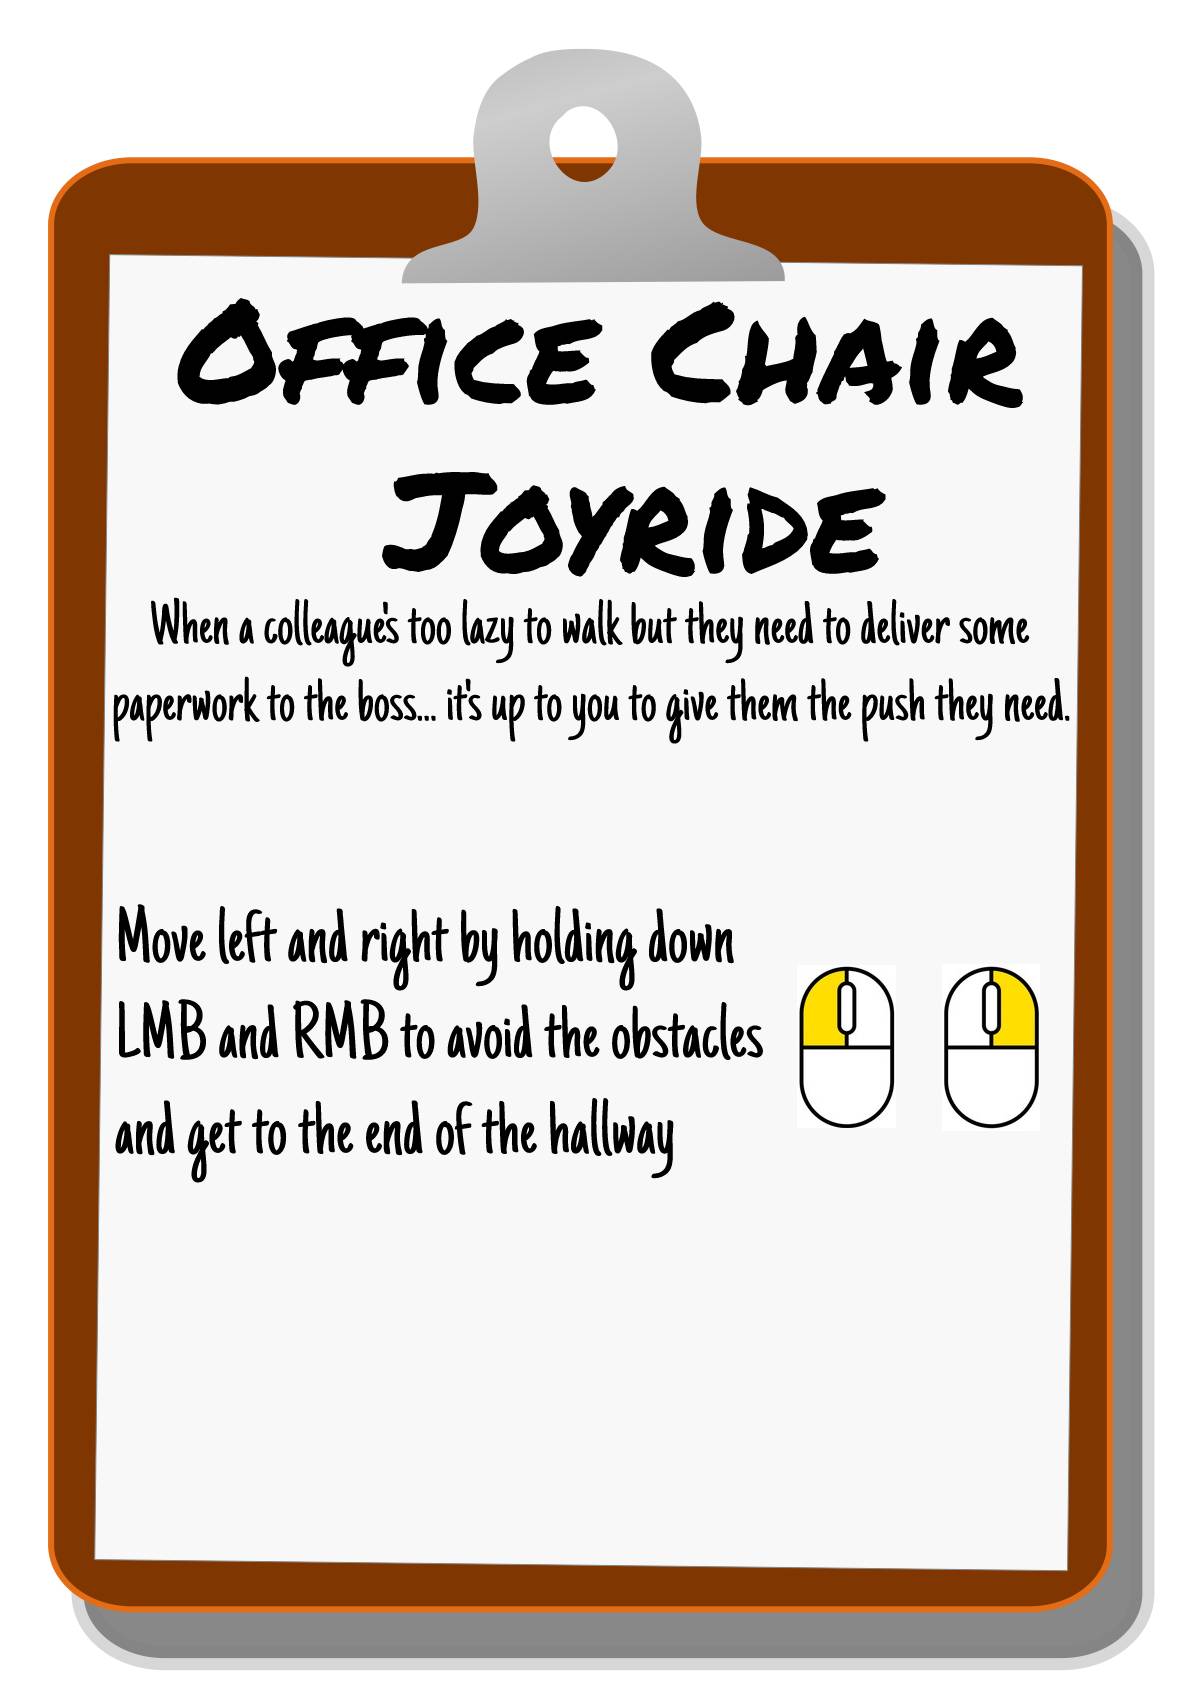 Office Chair
Joyride
When a colleague's too lazy to walk but they need to deliver some
paperwork to the boss... it's up to you to give them the push they need.
Move left and right by holding down
LMB and RMB to avoid the obstacles
and get to the end of the hallway